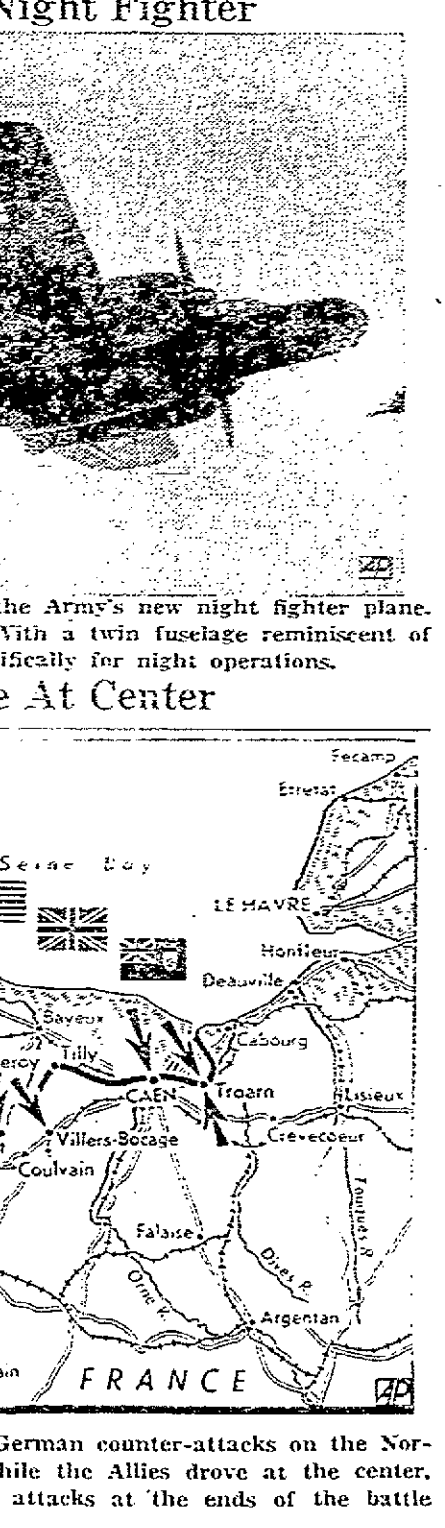 Night Fighter
AP
the Army's new night fighter plane.
With a twin fuselage reminiscent of
ifically for night operations.
e At Center
Fecamp
Etretat
Seine Bay
LE HAVRE
Honfleur
Deauville
Bayeux
Cabourg
eroy Tilly
CAEN Troarn
Lisieux
Villers-Bocage Crevecoeur
Coulvain
Touques R.
Falaise
Dives R.
Orne R.
Argentan
ain
FRANCE
AP
German counter-attacks on the Nor-
hile the Allies drove at the center.
attacks at the ends of the battle